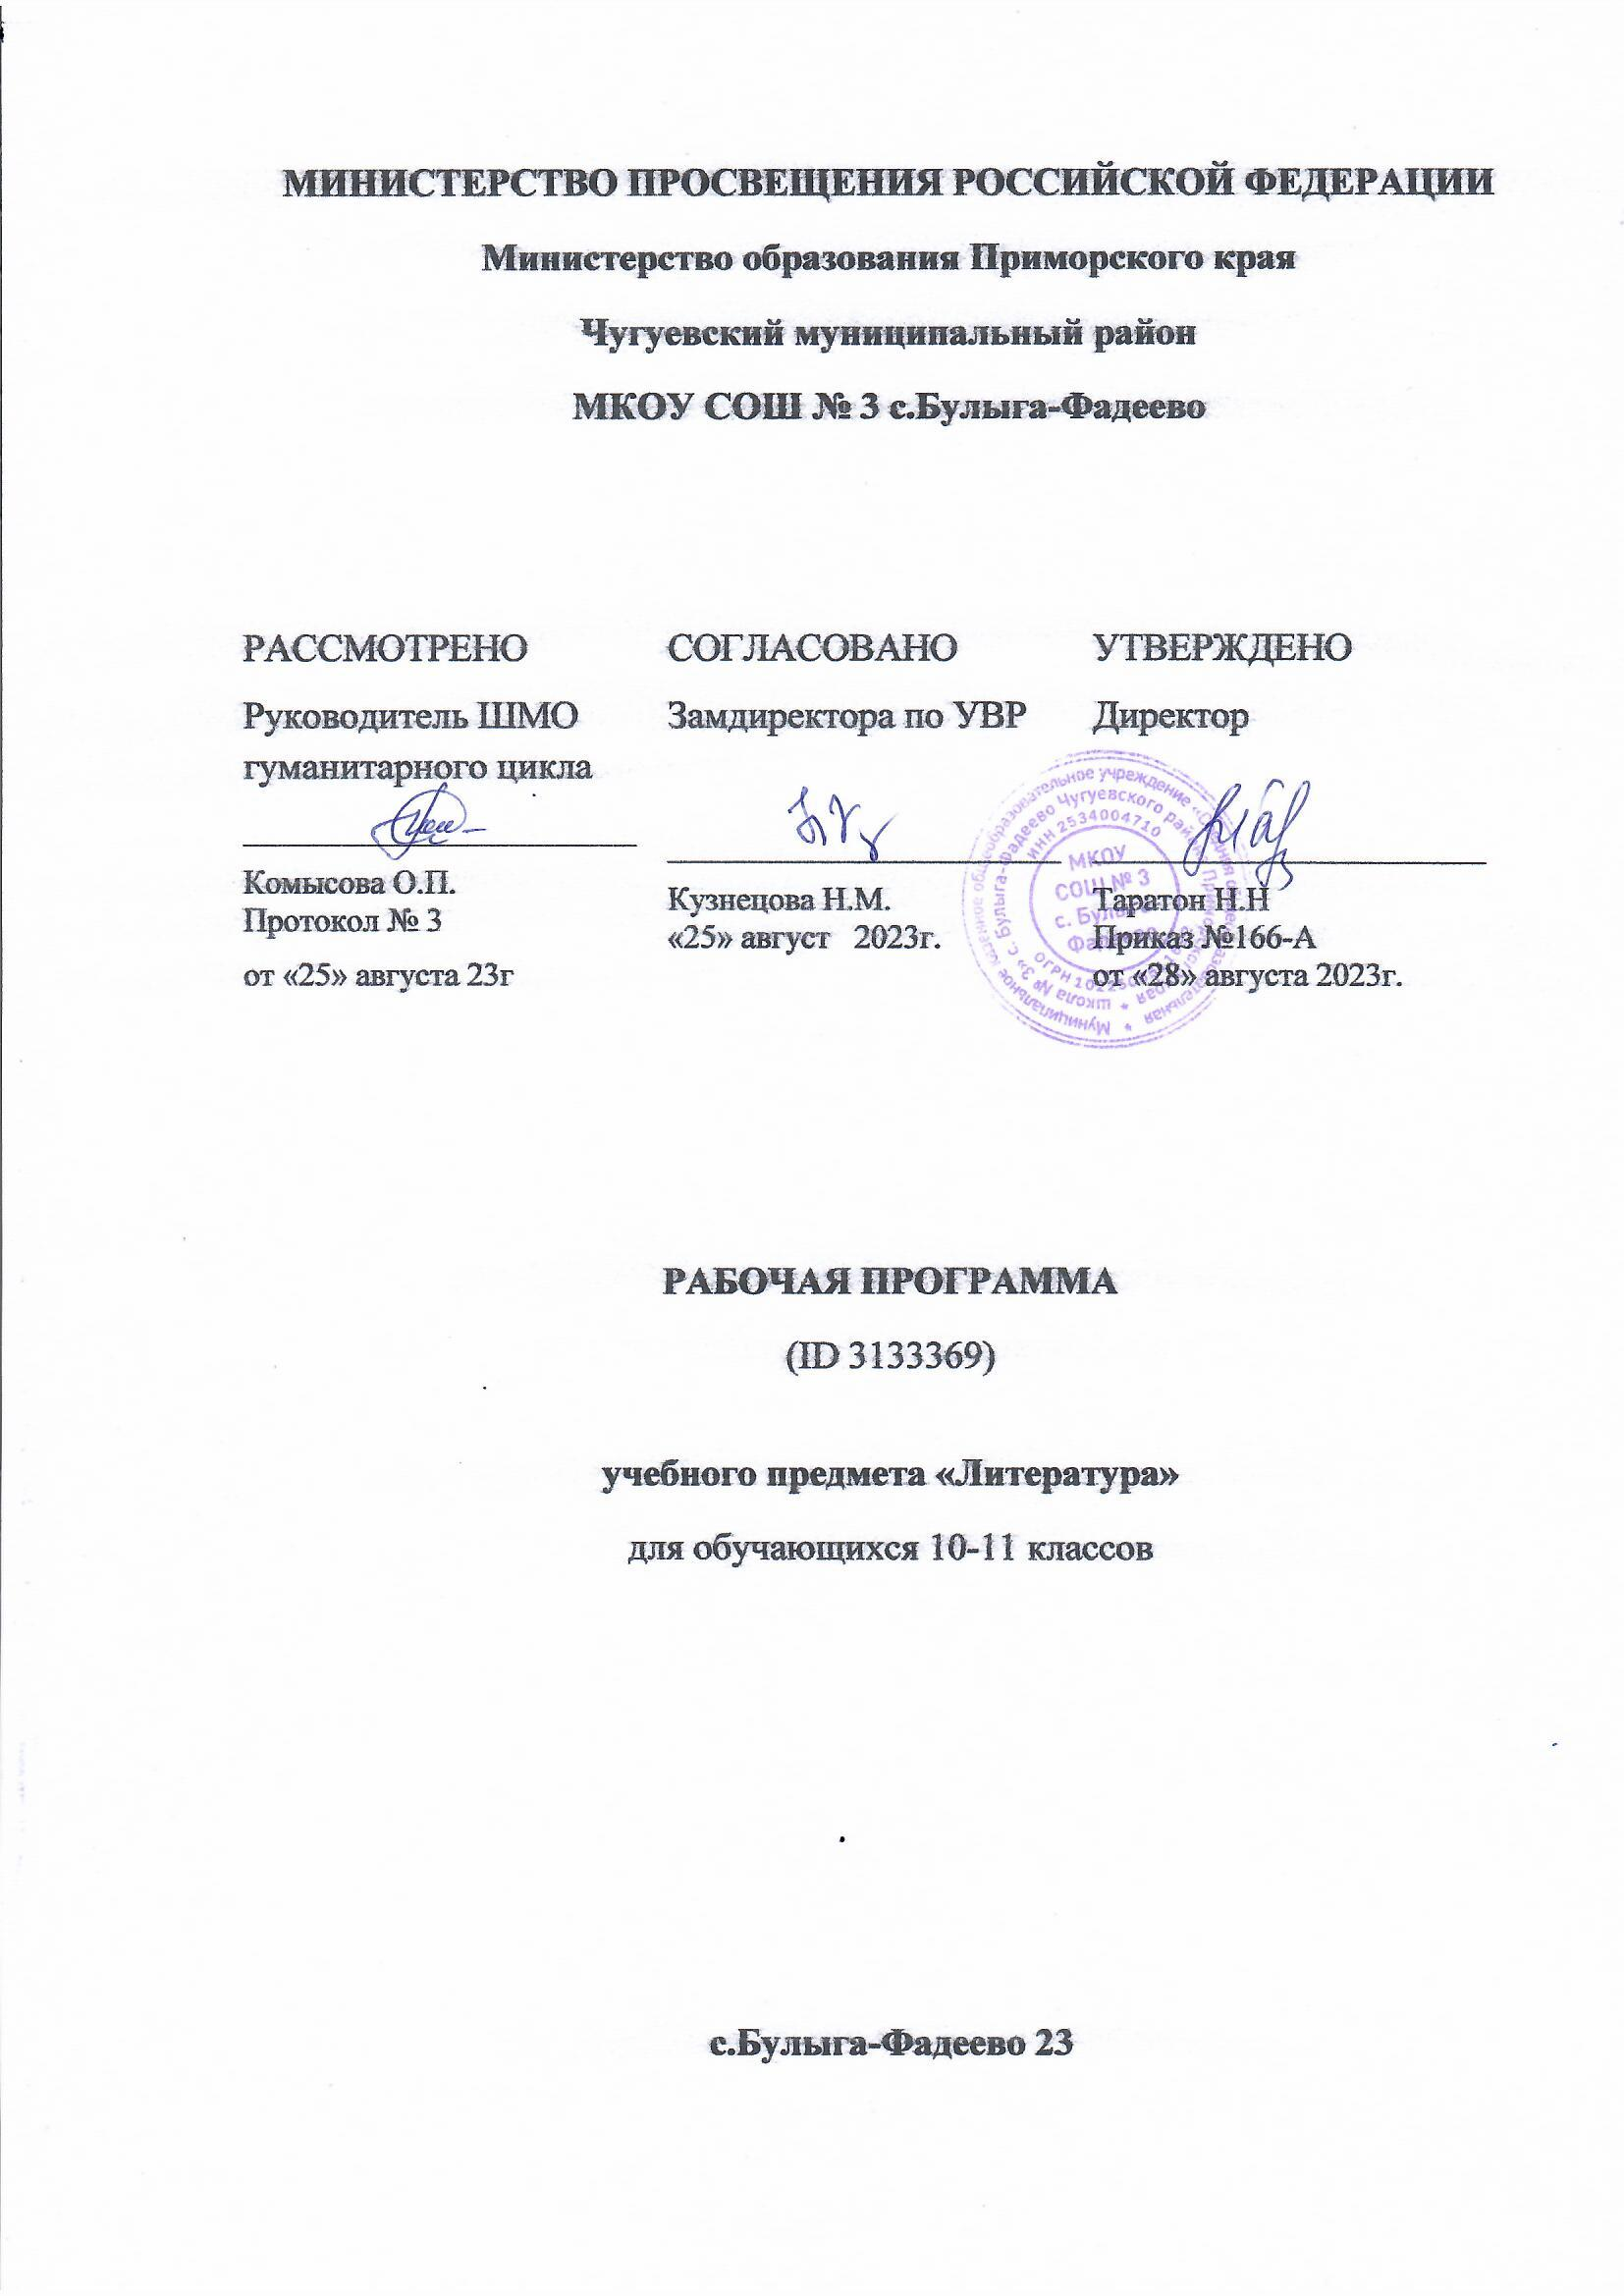 МИНИСТЕРСТВО ПРОСВЕЩЕНИЯ РОССИЙСКОЙ ФЕДЕРАЦИИ
Министерство образования Приморского края
Чугуевский муниципальный район
МКОУ СОШ № 3 с.Булыга-Фадеево
РАССМОТРЕНО
Руководитель ШМО
гуманитарного цикла
Комысова О.П.
Протокол № 3
от «25» августа 23г
СОГЛАСОВАНО
Замдиректора по УВР
Кузнецова Н.М.
«25» август 2023г.
УТВЕРЖДЕНО
Директор
Таратон Н.Н
Приказ №166-А
от «28» августа 2023г.
ИНН 2534004710
МКОУ
СОШ № 3
с. Булыга
РАБОЧАЯ ПРОГРАММА
(ID 3133369)
учебного предмета «Литература»
для обучающихся 10-11 классов
с.Булыга-Фадеево 23